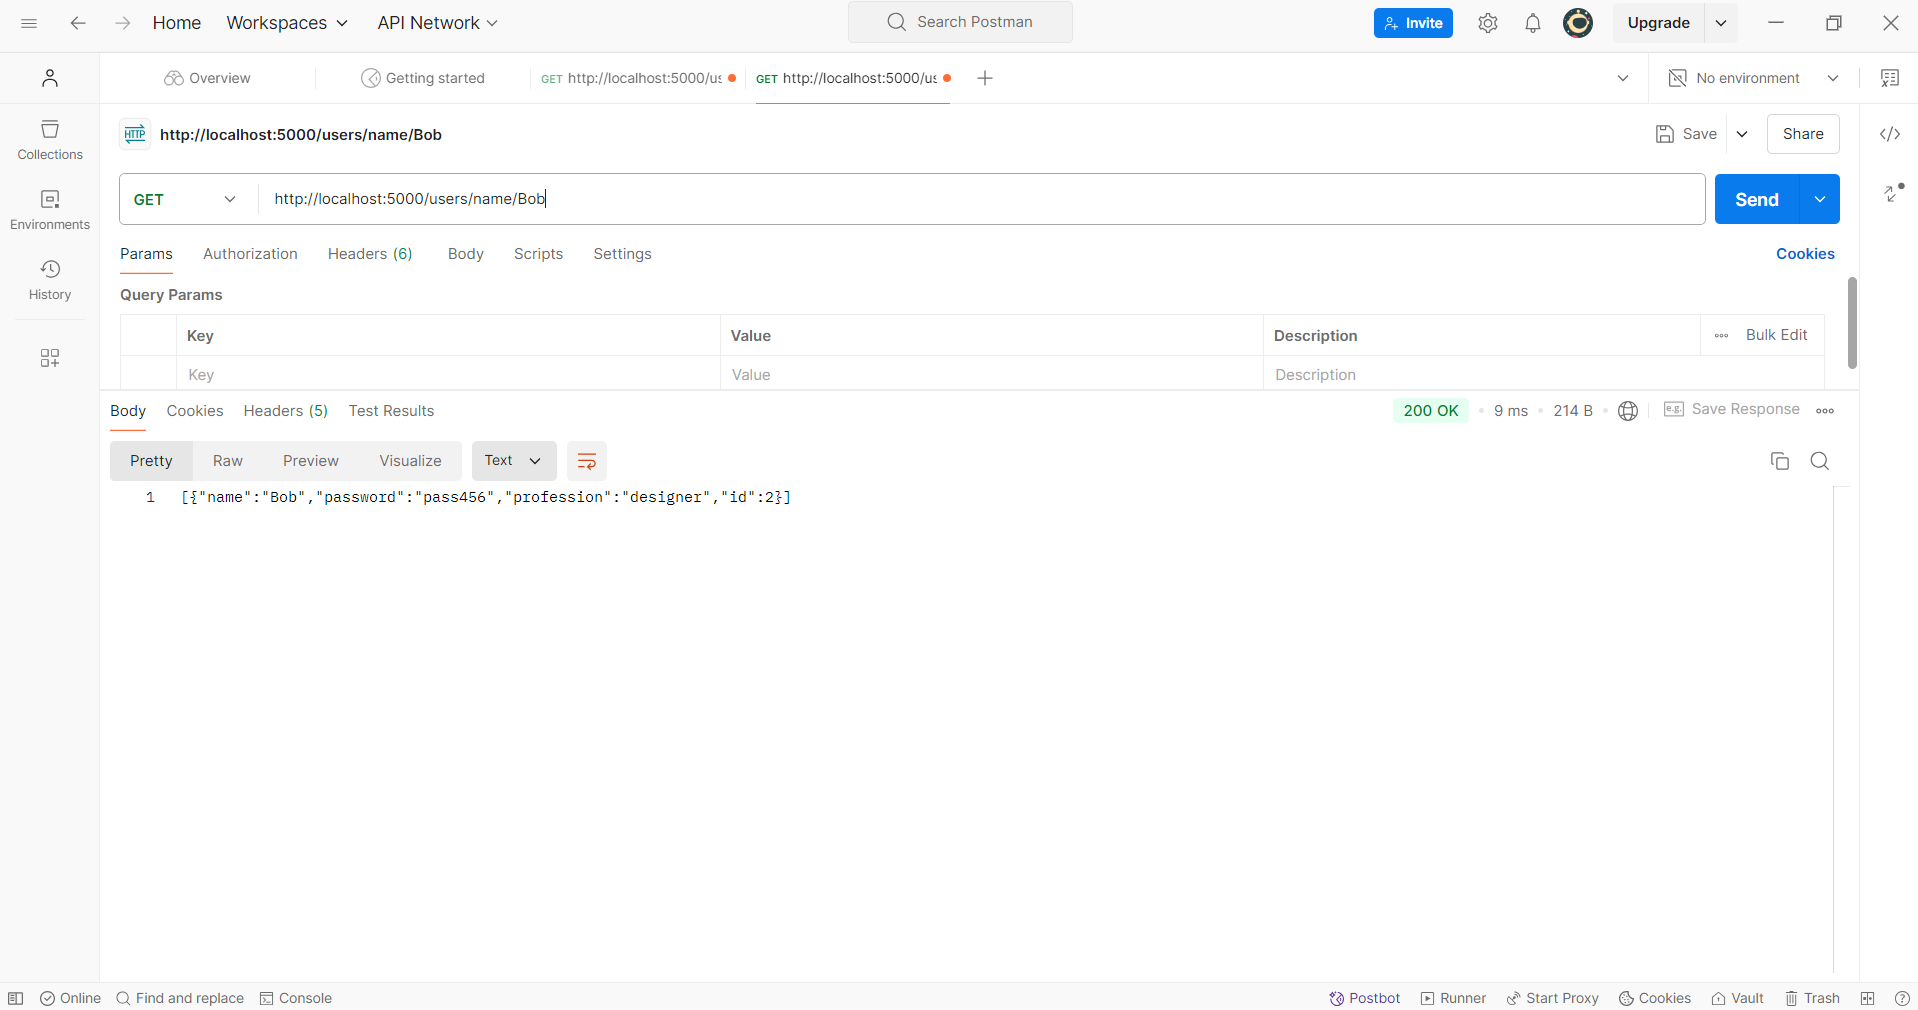 Home Workspaces API Network Search Postman Invite Upgrade
Overview Getting started GET http://localhost:5000/us GET http://localhost:5000/us No environment
HTTP http://localhost:5000/users/name/Bob Save Share
Collections
GET http://localhost:5000/users/name/Bob Send
Environments
Params Authorization Headers (6) Body Scripts Settings Cookies
History
Query Params
Key Value Description Bulk Edit
Key Value Description
Body Cookies Headers (5) Test Results 200 OK 9 ms 214 B e.g. Save Response
Pretty Raw Preview Visualize Text
1 [{"name":"Bob","password":"pass456","profession":"designer","id":2}]
Online Find and replace Console Postbot Runner Start Proxy Cookies Vault Trash